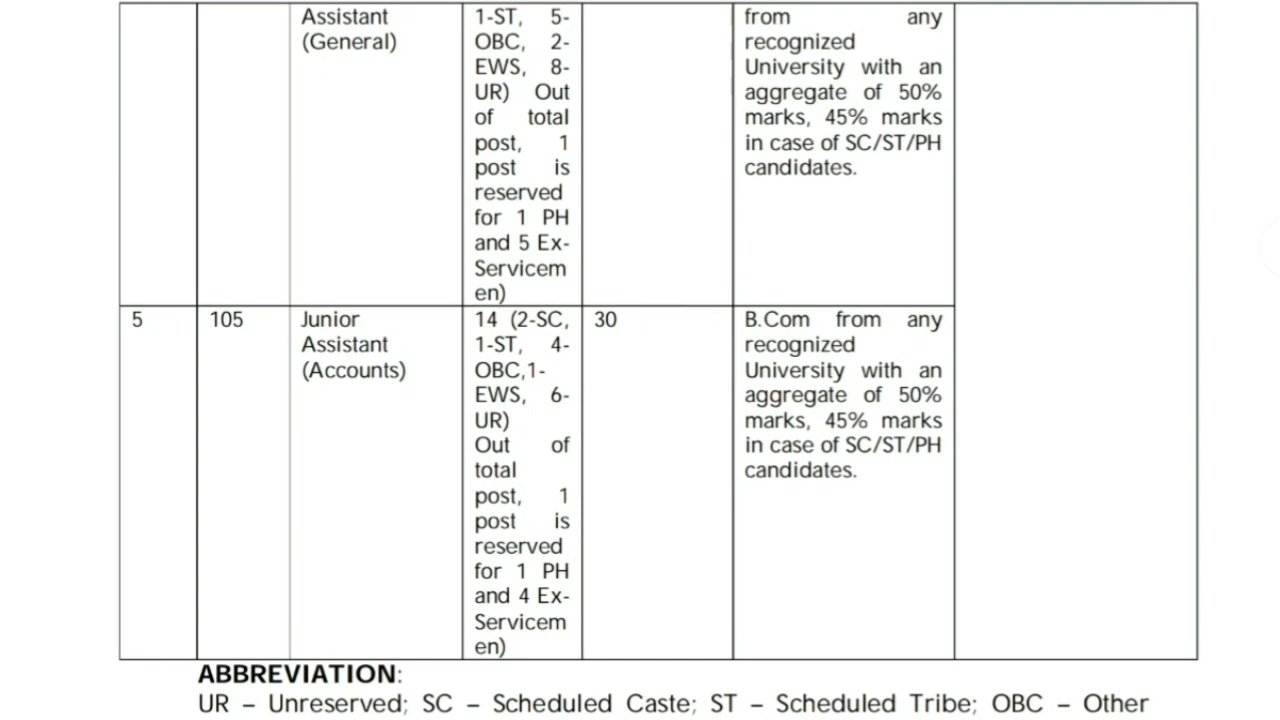 Assistant
(General)
1-ST, 5-
OBC, 2-
EWS, 8-
UR) Out
of total
post, 1
post is
reserved
for 1 PH
and 5 Ex-
Servicem
en)
from any
recognized
University with an
aggregate of 50%
marks, 45% marks
in case of SC/ST/PH
candidates.
5
105
Junior
Assistant
(Accounts)
14 (2-SC,
1-ST, 4-
OBC,1-
EWS, 6-
UR)
Out of
total
post, 1
post is
reserved
for 1 PH
and 4 Ex-
Servicem
en)
30
B.Com from any
recognized
University with an
aggregate of 50%
marks, 45% marks
in case of SC/ST/PH
candidates.
ABBREVIATION:
UR – Unreserved; SC – Scheduled Caste; ST – Scheduled Tribe; OBC – Other